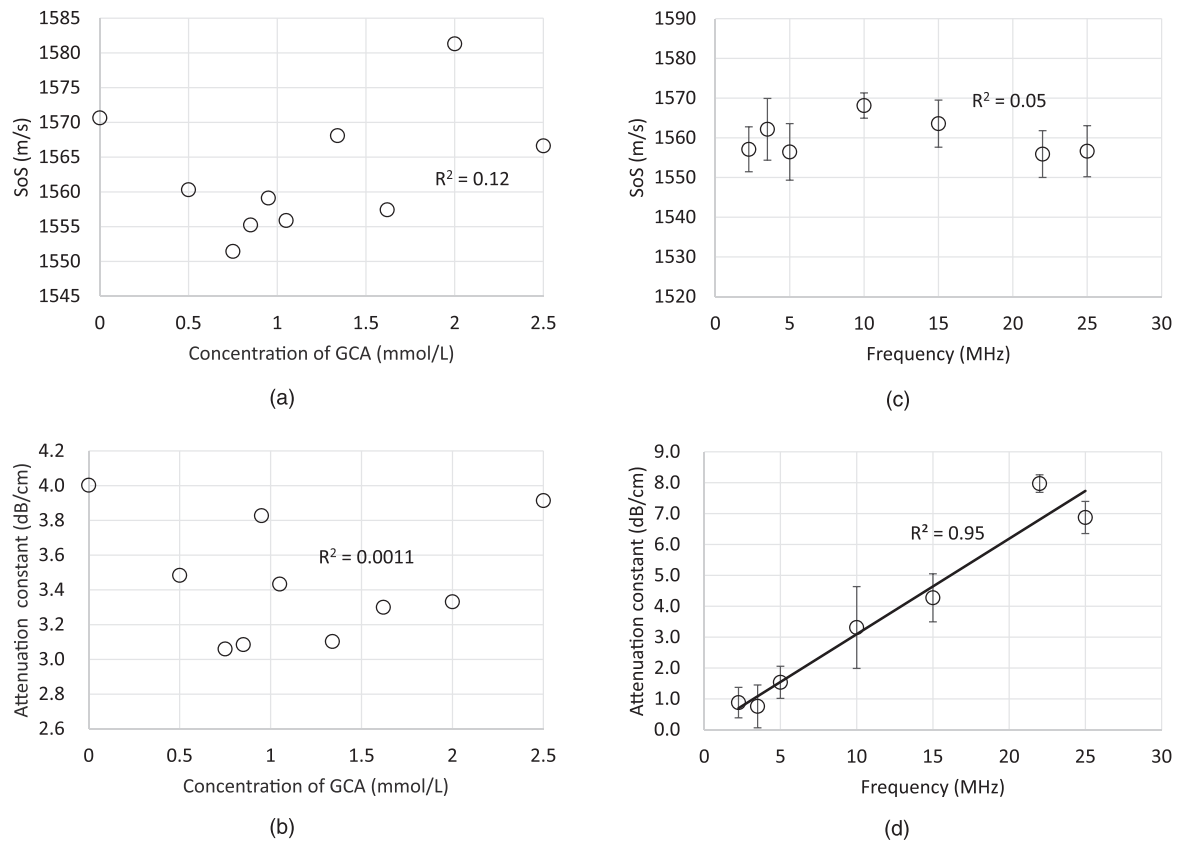 1585
1580
1575
1570
1565
1560
1555
1550
1545
SoS (m/s)
R² = 0.12
0 0.5 1 1.5 2 2.5
Concentration of GCA (mmol/L)
(a)
1590
1580
1570
1560
1550
1540
1530
1520
SoS (m/s)
R² = 0.05
0 5 10 15 20 25 30
Frequency (MHz)
(c)
4.2
4.0
3.8
3.6
3.4
3.2
3.0
2.8
2.6
Attenuation constant (dB/cm)
R² = 0.0011
0 0.5 1 1.5 2 2.5
Concentration of GCA (mmol/L)
(b)
9.0
8.0
7.0
6.0
5.0
4.0
3.0
2.0
1.0
0.0
Attenuation constant (dB/cm)
R² = 0.95
0 5 10 15 20 25 30
Frequency (MHz)
(d)